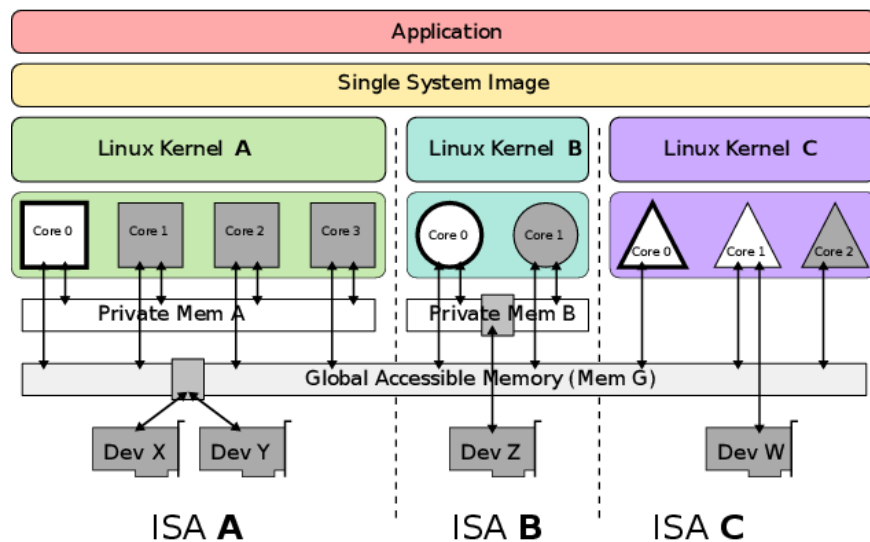 Application
Single System Image
Linux Kernel A
Linux Kernel B
Linux Kernel C
Core 0
Core 1
Core 2
Core 3
Core 0
Core 1
Core 0
Core 1
Core 2
Private Mem A
Private Mem B
Global Accessible Memory (Mem G)
Dev X
Dev Y
Dev Z
Dev W
ISA A
ISA B
ISA C